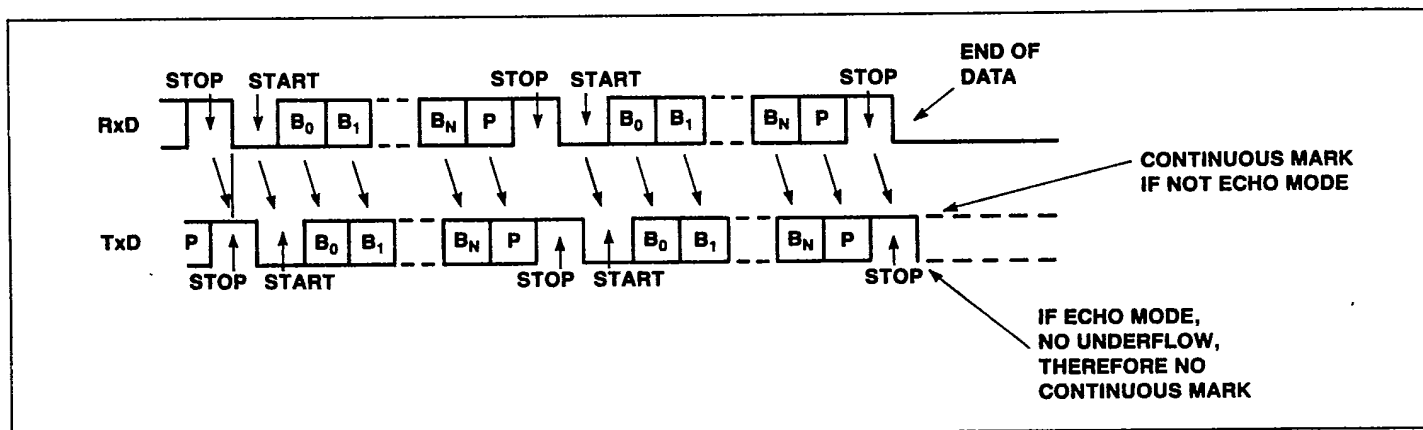 END OF
DATA
STOP START STOP START STOP
RxD B0 B1 BN P B0 B1 BN P
CONTINUOUS MARK
IF NOT ECHO MODE
TxD P B0 B1 BN P B0 B1 BN P
STOP START STOP START STOP
IF ECHO MODE,
NO UNDERFLOW,
THEREFORE NO
CONTINUOUS MARK